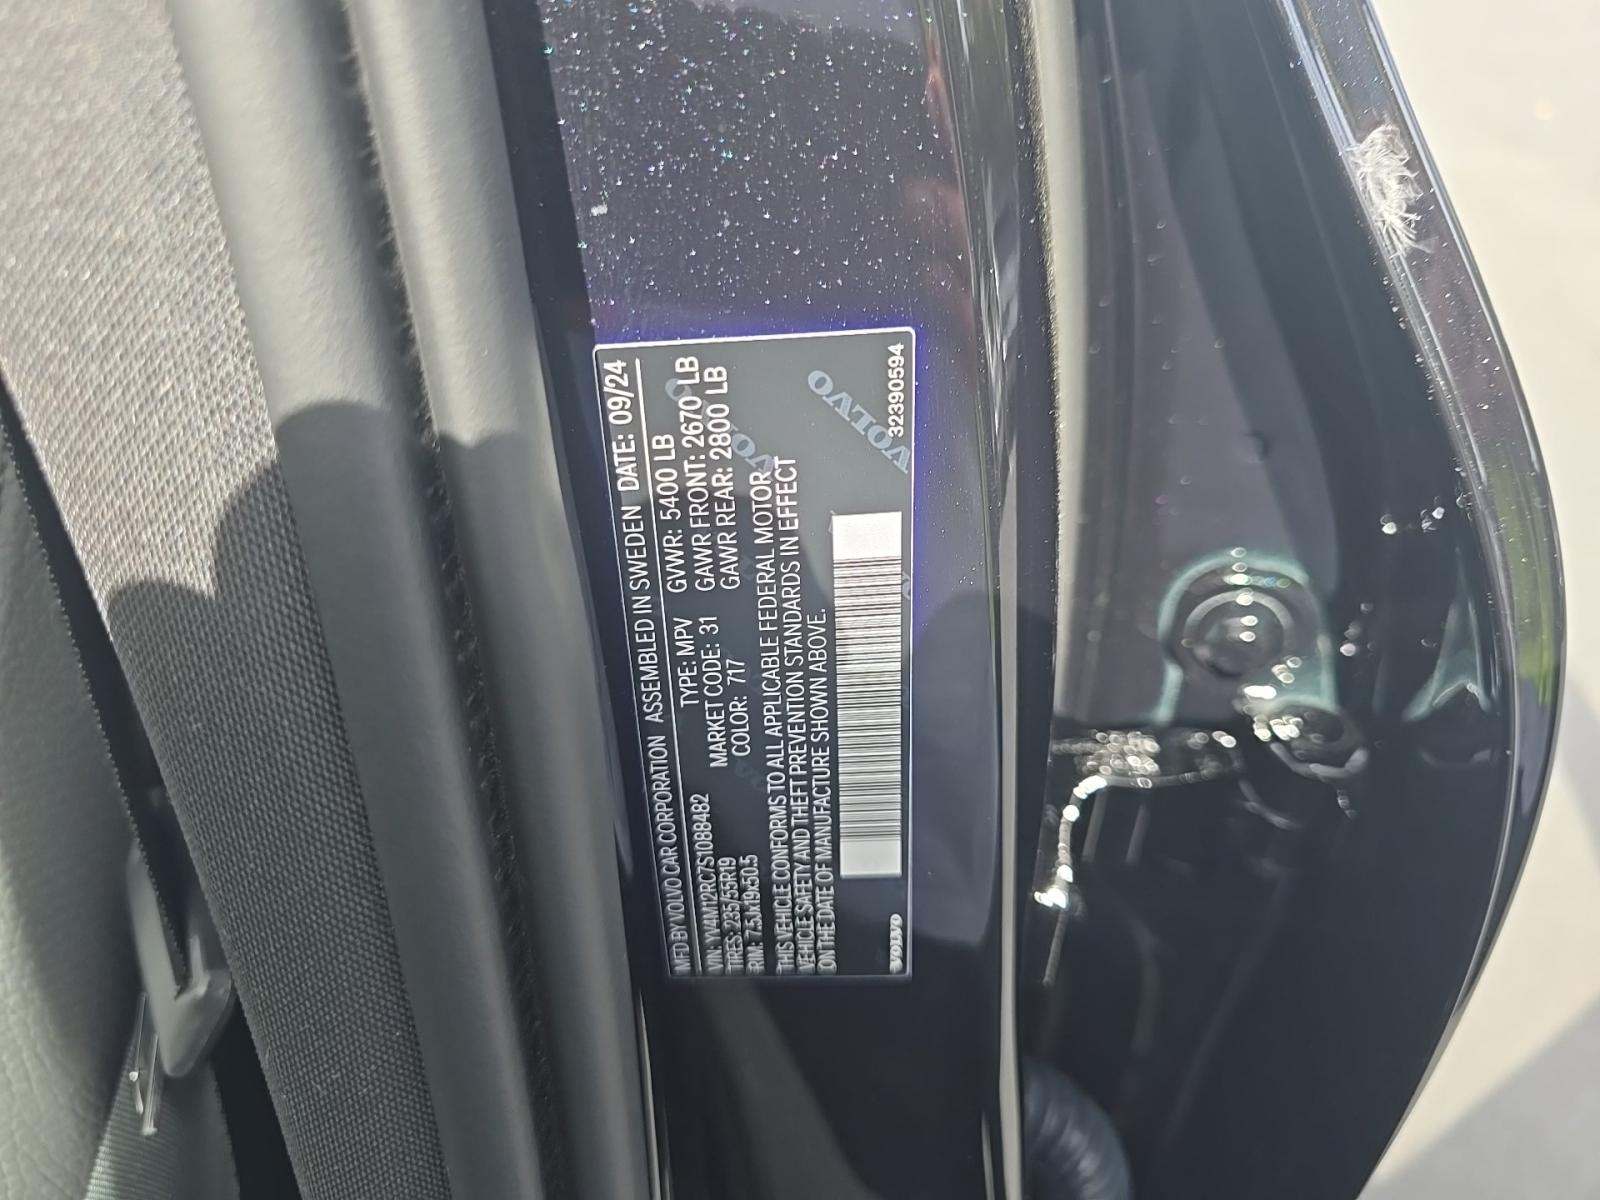 MFD BY VOLVO CAR CORPORATION ASSEMBLED IN SWEDEN DATE: 09/24
VIN: YV4M12RC7S1088482 TYPE: MPV GVWR: 5400 LB
TIRES: 235/55R19 MARKET CODE: 31 GAWR FRONT: 2670 LB
RIM: 7.5Jx19x50.5 COLOR: 717 GAWR REAR: 2800 LB
THIS VEHICLE CONFORMS TO ALL APPLICABLE FEDERAL MOTOR
VEHICLE SAFETY AND THEFT PREVENTION STANDARDS IN EFFECT
ON THE DATE OF MANUFACTURE SHOWN ABOVE.
VOLVO 32390594
VOLVO